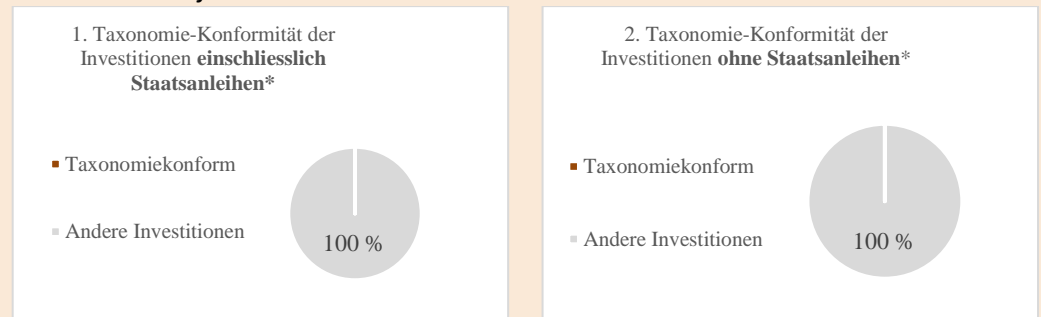 1. Taxonomie-Konformität der
Investitionen einschliesslich
Staatsanleihen*
Taxonomiekonform
Andere Investitionen
100 %
2. Taxonomie-Konformität der
Investitionen ohne Staatsanleihen*
Taxonomiekonform
Andere Investitionen
100 %